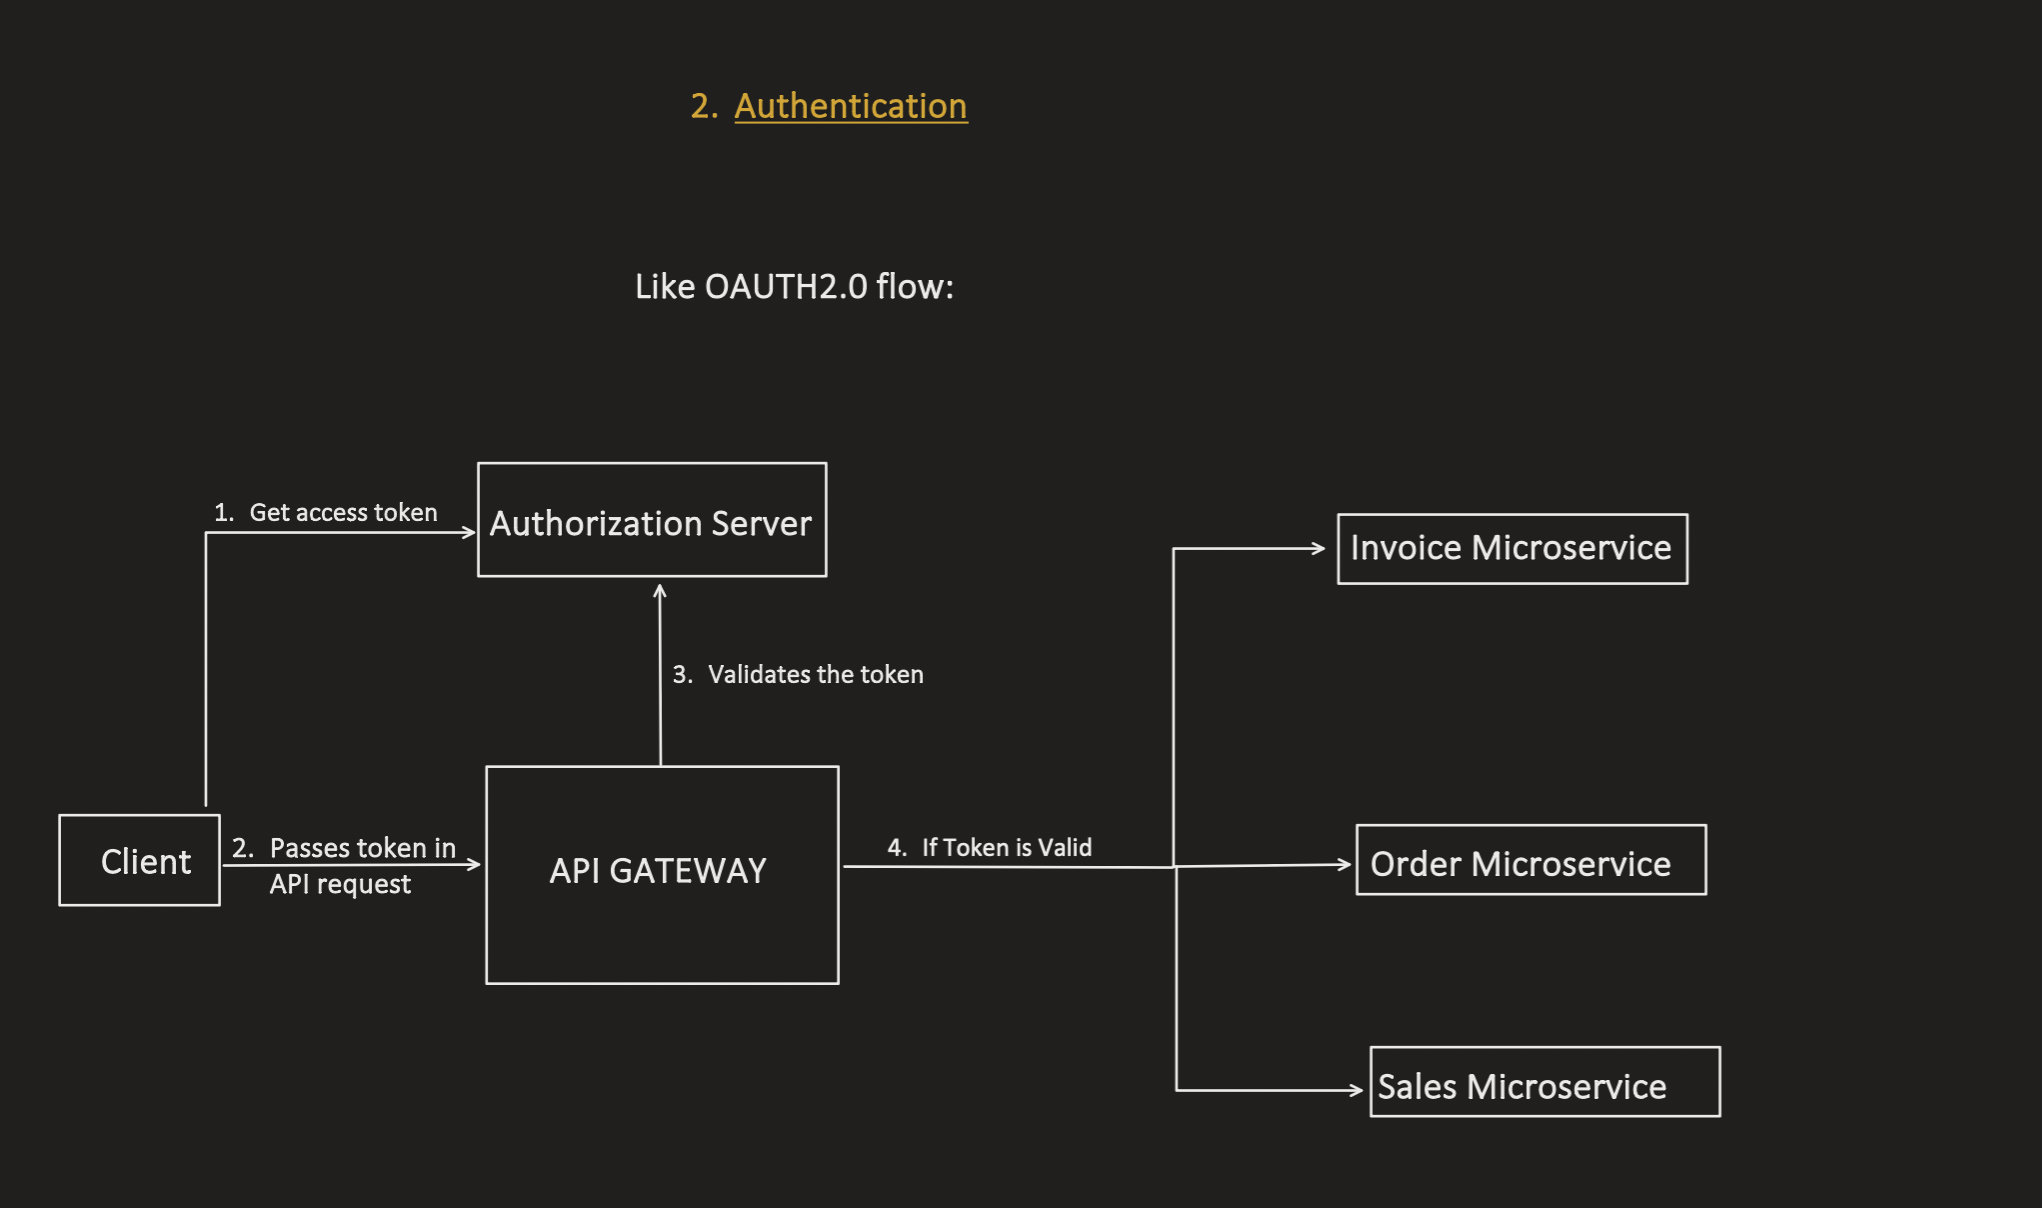 2. Authentication
Like OAUTH2.0 flow:
1. Get access token
Authorization Server
Invoice Microservice
3. Validates the token
Client
2. Passes token in
API request
API GATEWAY
4. If Token is Valid
Order Microservice
Sales Microservice